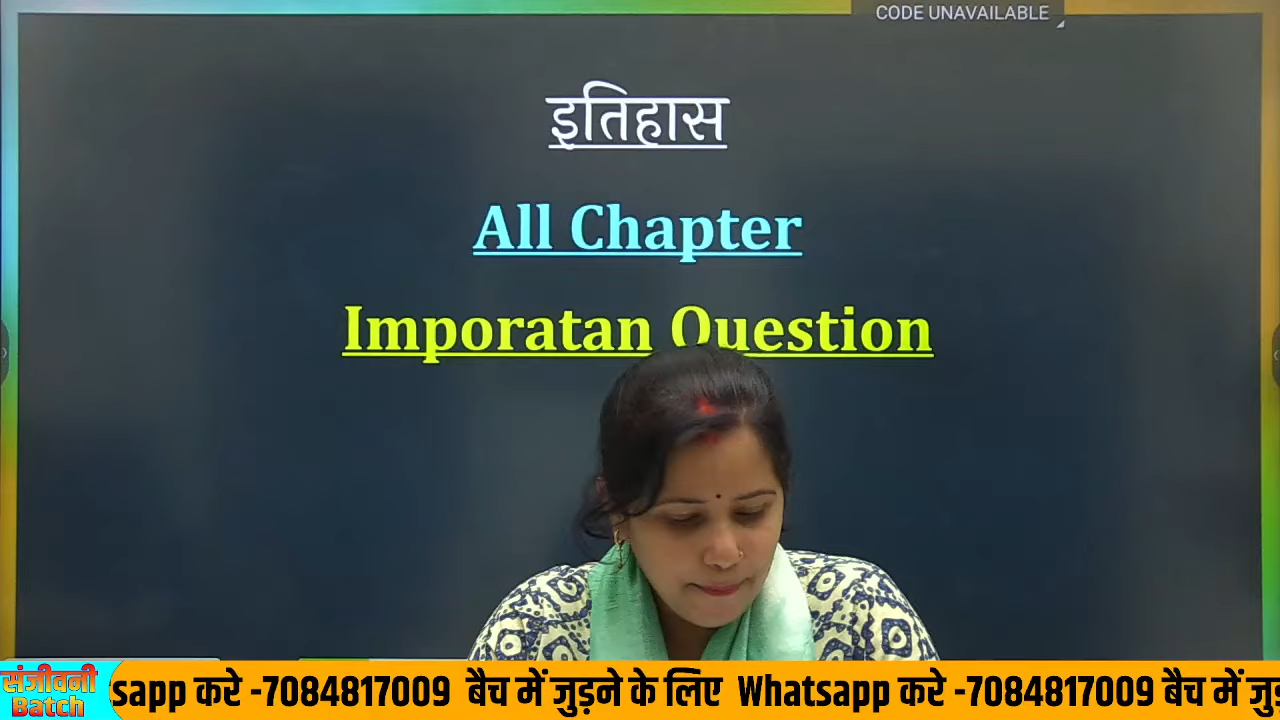 CODE UNAVAILABLE
इतिहास
All Chapter
Imporatan Question
संजीवनी
Batch
sapp करे -7084817009 बैच में जुड़ने के लिए Whatsapp करे -7084817009 बैच में